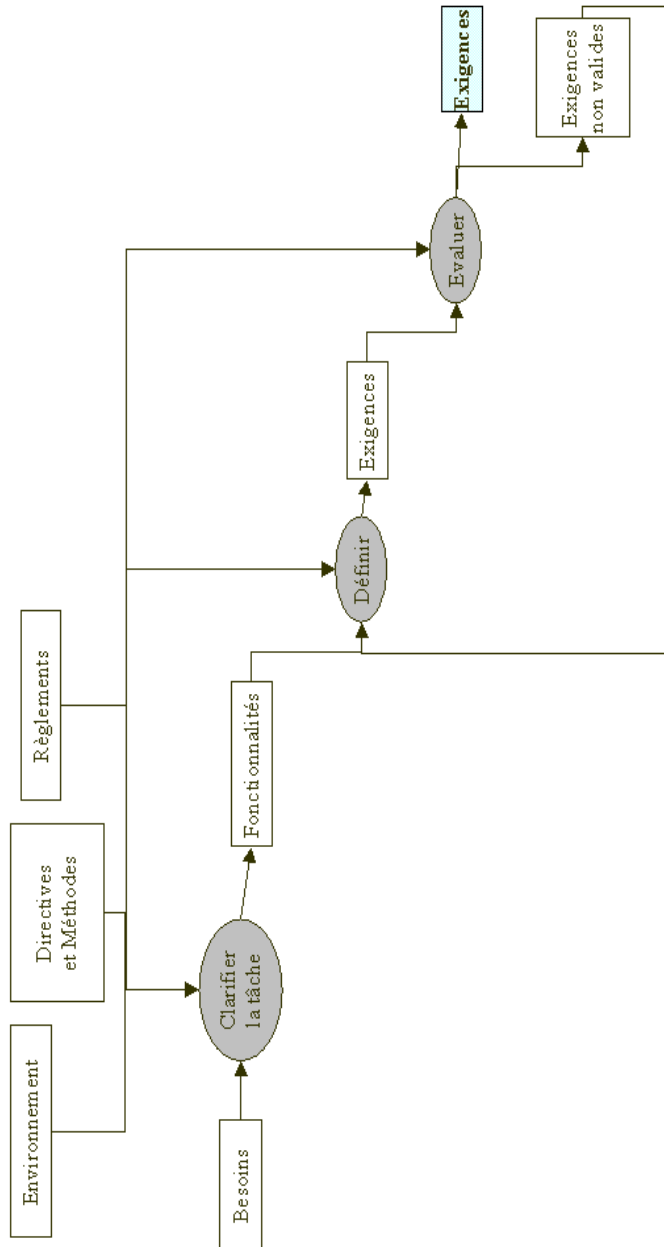 Environnement
Directives
et Méthodes
Règlements
Besoins
Clarifier
la tâche
Fonctionnalités
Définir
Exigences
Evaluer
Exigences
Exigences
non valides